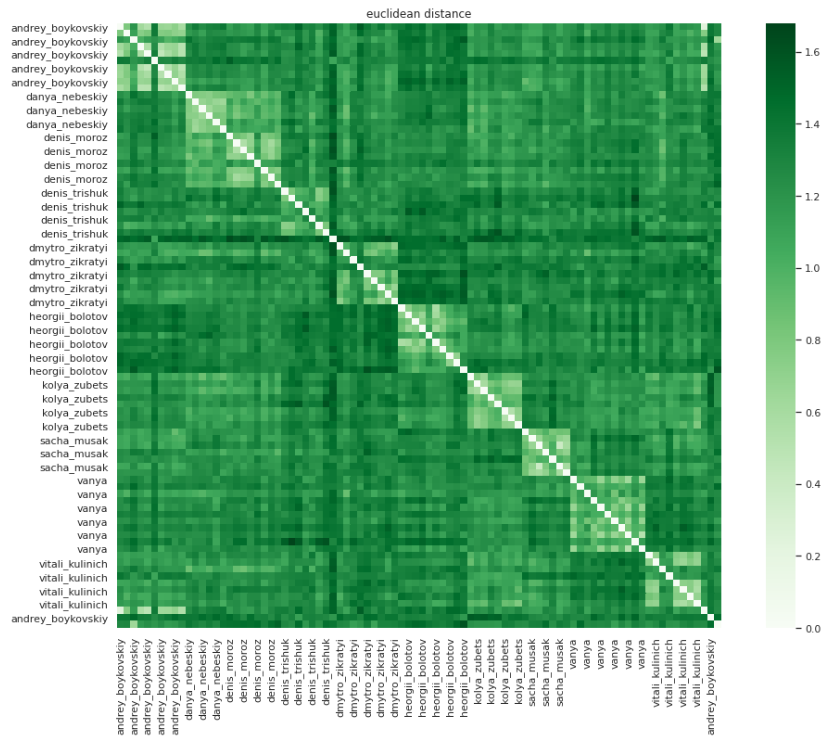 euclidean distance
andrey_boykovskiy
andrey_boykovskiy
andrey_boykovskiy
andrey_boykovskiy
andrey_boykovskiy
danya_nebeskiy
danya_nebeskiy
danya_nebeskiy
denis_moroz
denis_moroz
denis_moroz
denis_moroz
denis_trishuk
denis_trishuk
denis_trishuk
denis_trishuk
dmytro_zikratyi
dmytro_zikratyi
dmytro_zikratyi
dmytro_zikratyi
dmytro_zikratyi
heorgii_bolotov
heorgii_bolotov
heorgii_bolotov
heorgii_bolotov
heorgii_bolotov
kolya_zubets
kolya_zubets
kolya_zubets
kolya_zubets
sacha_musak
sacha_musak
sacha_musak
vanya
vanya
vanya
vanya
vanya
vanya
vitali_kulinich
vitali_kulinich
vitali_kulinich
vitali_kulinich
andrey_boykovskiy
andrey_boykovskiy
andrey_boykovskiy
andrey_boykovskiy
andrey_boykovskiy
andrey_boykovskiy
danya_nebeskiy
danya_nebeskiy
danya_nebeskiy
denis_moroz
denis_moroz
denis_moroz
denis_moroz
denis_trishuk
denis_trishuk
denis_trishuk
denis_trishuk
dmytro_zikratyi
dmytro_zikratyi
dmytro_zikratyi
dmytro_zikratyi
dmytro_zikratyi
heorgii_bolotov
heorgii_bolotov
heorgii_bolotov
heorgii_bolotov
heorgii_bolotov
kolya_zubets
kolya_zubets
kolya_zubets
kolya_zubets
sacha_musak
sacha_musak
sacha_musak
vanya
vanya
vanya
vanya
vanya
vanya
vitali_kulinich
vitali_kulinich
vitali_kulinich
vitali_kulinich
andrey_boykovskiy
1.6
1.4
1.2
1.0
0.8
0.6
0.4
0.2
0.0